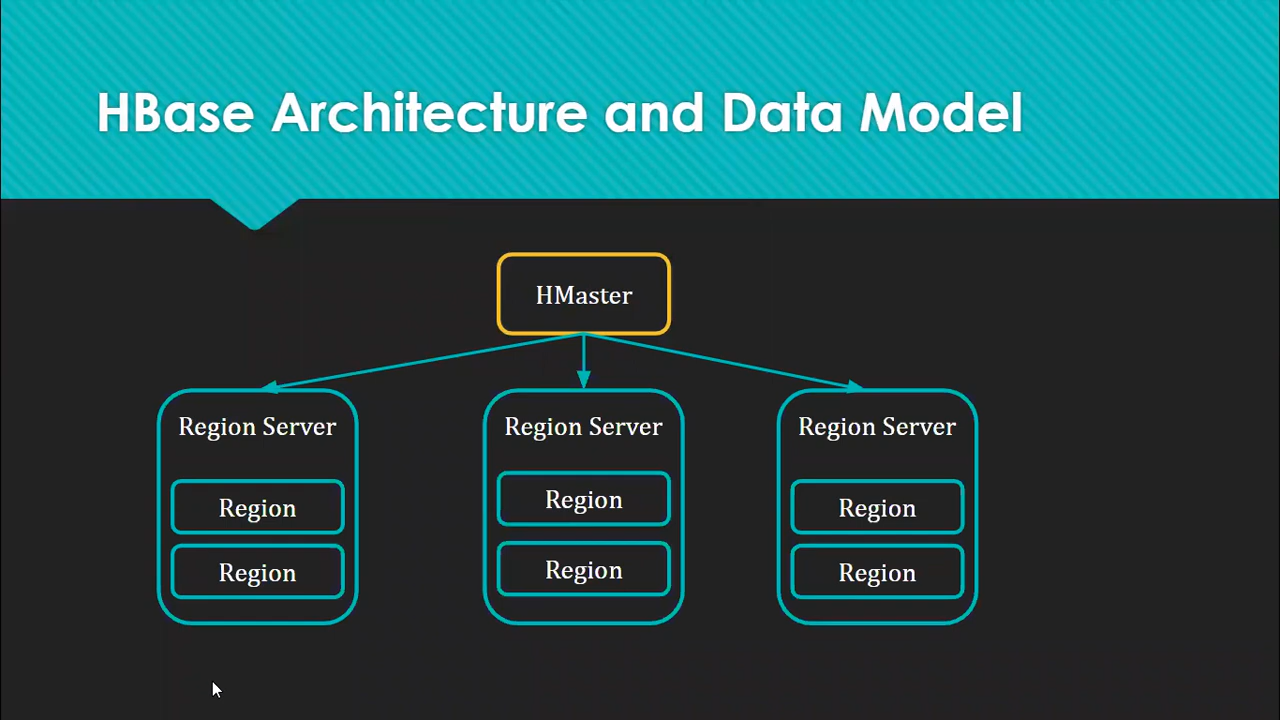 HBase Architecture and Data Model
HMaster
Region Server
Region
Region
Region Server
Region
Region
Region Server
Region
Region